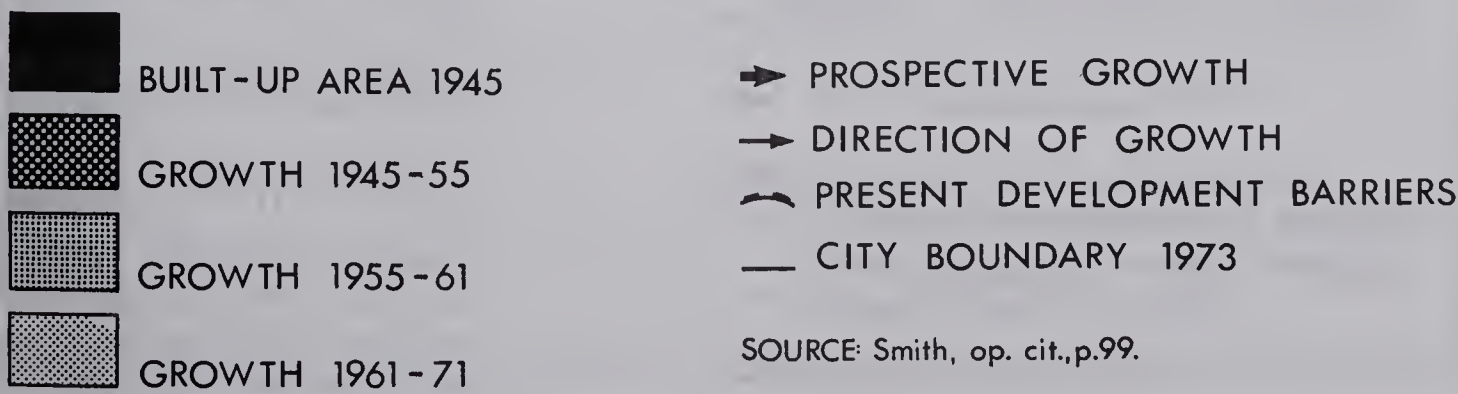 BUILT-UP AREA 1945
GROWTH 1945-55
GROWTH 1955-61
GROWTH 1961-71
PROSPECTIVE GROWTH
DIRECTION OF GROWTH
PRESENT DEVELOPMENT BARRIERS
CITY BOUNDARY 1973
SOURCE: Smith, op. cit.,p.99.